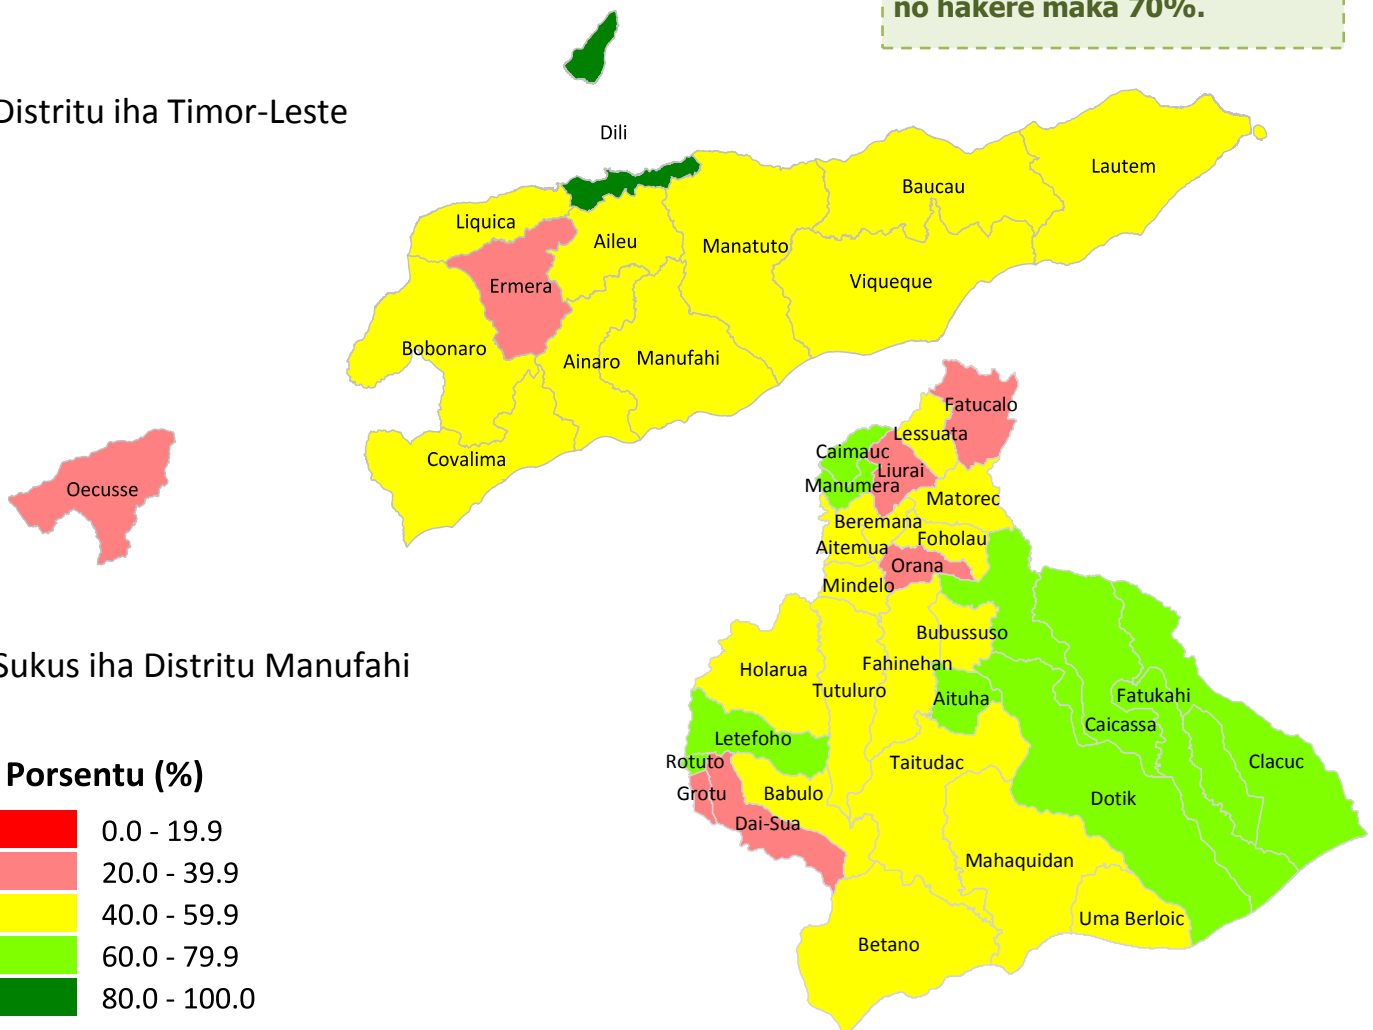 no hakere maka 70%.
Distritu iha Timor-Leste
Dili
Lautem
Baucau
Liquica
Aileu
Manatuto
Viqueque
Ermera
Bobonaro
Ainaro
Manufahi
Covalima
Oecusse
Fatucalo
Lessuata
Caimauc
Liurai
Manumera
Matorec
Beremana
Foholau
Aitemua
Orana
Mindelo
Bubussuso
Fahinehan
Holarua
Tutuluro
Aituha
Fatukahi
Caicassa
Letefoho
Rotuto
Taitudac
Clacuc
Grotu
Babulo
Dotik
Dai-Sua
Mahaquidan
Uma Berloic
Betano
Sukus iha Distritu Manufahi
Porsentu (%)
0.0 - 19.9
20.0 - 39.9
40.0 - 59.9
60.0 - 79.9
80.0 - 100.0